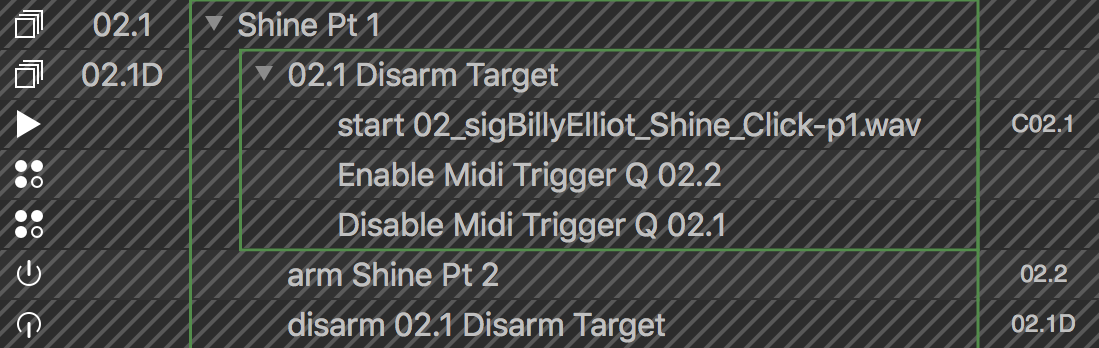 02.1 Shine Pt 1
02.1D 02.1 Disarm Target
start 02_sigBillyElliot_Shine_Click-p1.wav C02.1
Enable Midi Trigger Q 02.2
Disable Midi Trigger Q 02.1
arm Shine Pt 2 02.2
disarm 02.1 Disarm Target 02.1D